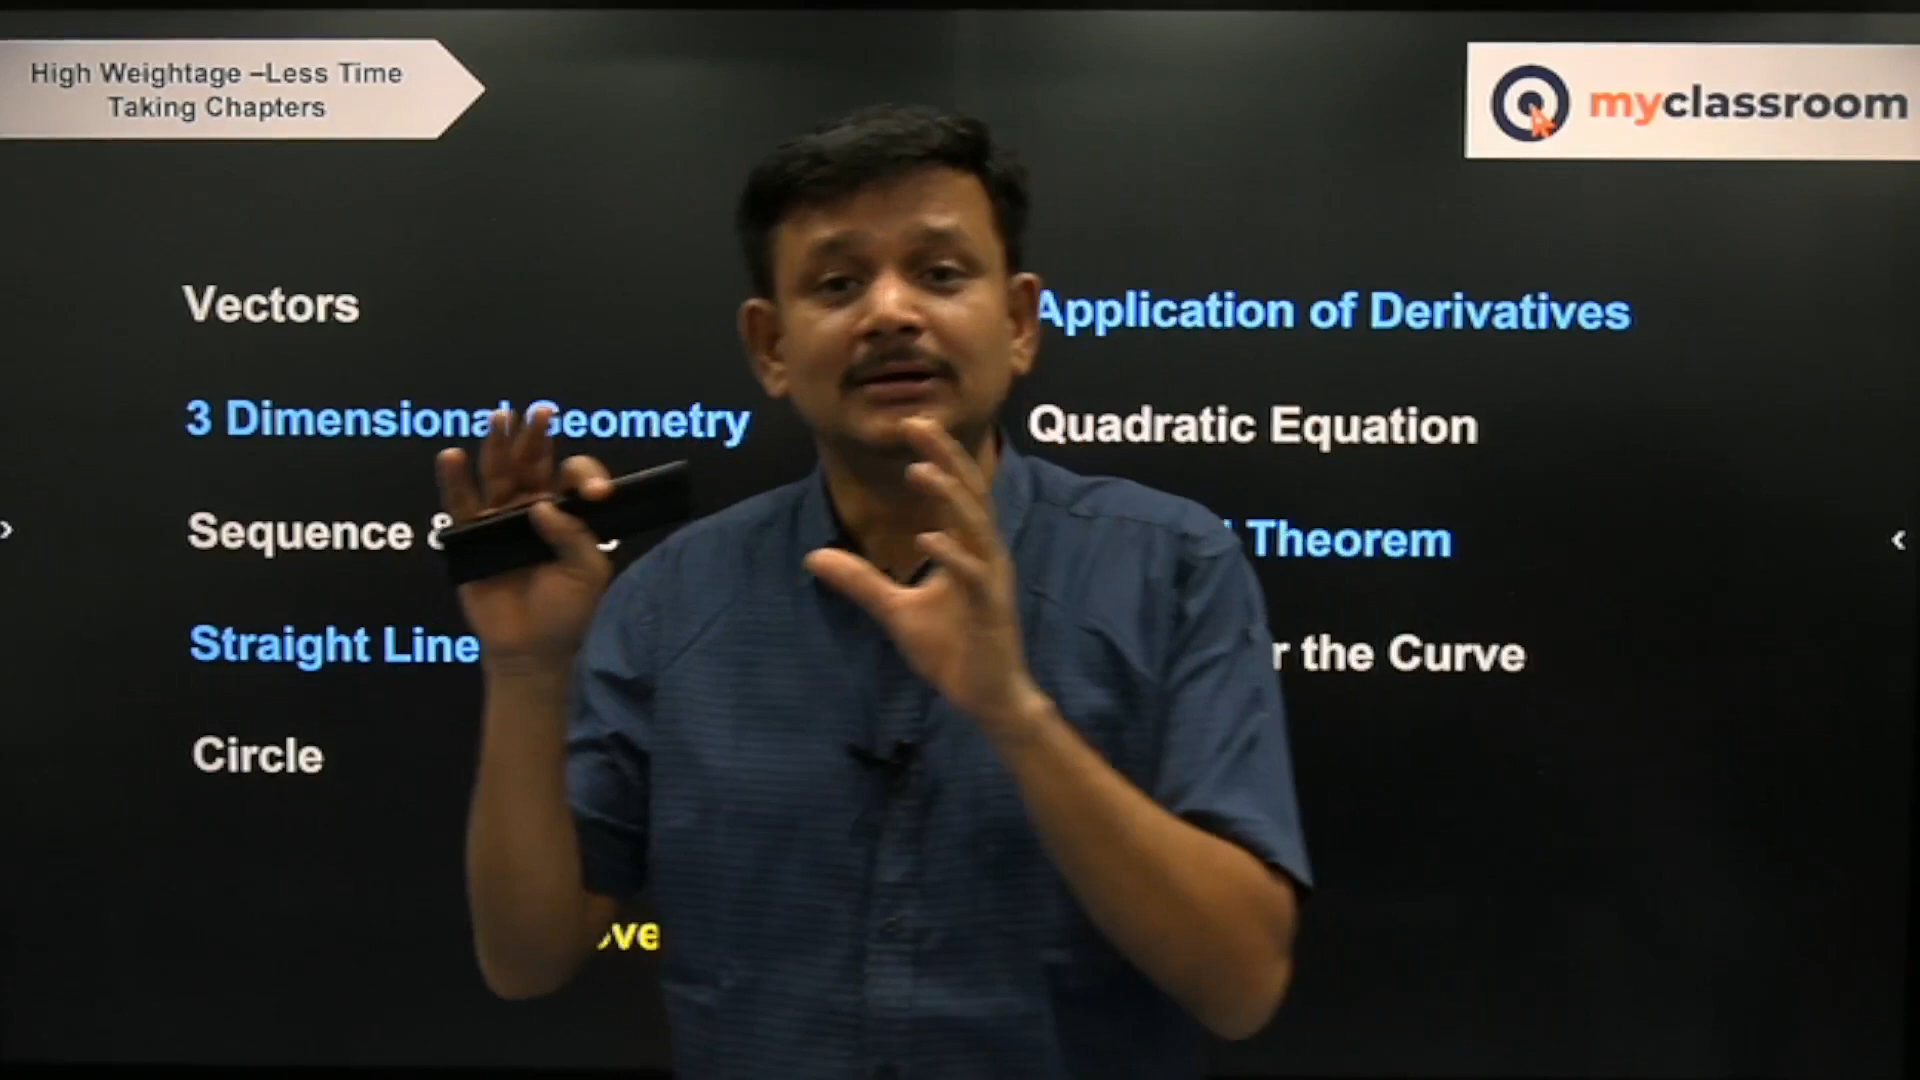 High Weightage –Less Time
Taking Chapters
myclassroom
Vectors
3 Dimensional Geometry
Sequence &
Straight Line
Circle
Application of Derivatives
Quadratic Equation
Theorem
the Curve